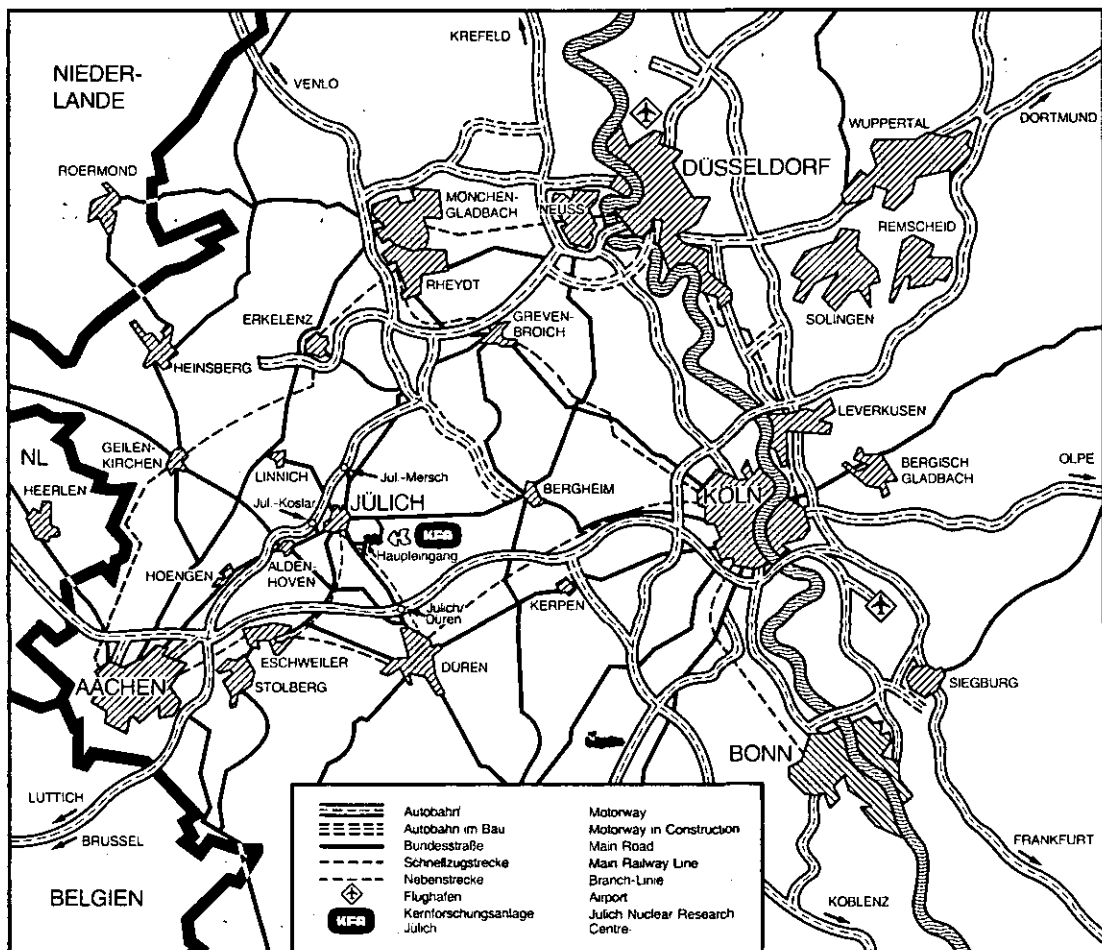 KREFELD
NIEDER-
LANDE
VENLO
DORTMUND
WUPPERTAL
DÜSSELDORF
ROERMOND
MÖNCHEN-
GLADBACH
NEUSS
REMSCHEID
RHEYDT
ERKELENZ
GREVEN-
BROICH
SOLINGEN
HEINSBERG
LEVERKUSEN
GEILEN-
KIRCHEN
NL
HEERLEN
LINNICH
Jul.-Mersch
BERGISCH
GLADBACH
OLPE
Jul.-Koslar
JÜLICH
BERGHEIM
KÖLN
KFA
Haupleingang
HOENGEN
ALDEN-
HOVEN
KERPEN
Jülich/
Düren
ESCHWEILER
DÜREN
AACHEN
STOLBERG
SIEGBURG
BONN
LUTTICH
BRUSSEL
FRANKFURT
BELGIEN
KOBLENZ
Autobahn Motorway
Autobahn im Bau Motorway in Construction
Bundesstraße Main Road
Schnellzugstrecke Main Railway Line
Nebenstrecke Branch-Linie
Flughafen Airport
KFA Kernforschungsanlage Julich Nuclear Research
Jülich Centre